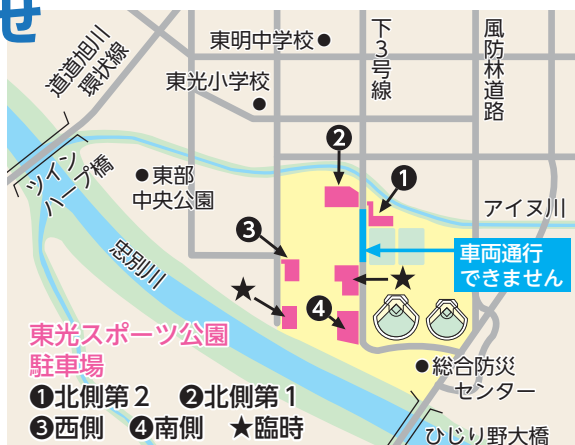 せ
道道旭川
環状線
東明中学校●
東光小学校
●
下3号線
風防林道路
❷
❶
ツイン
ハープ橋
●東部
中央公園
アイヌ川
❸
車両通行
できません
忠別川
★
★
❹
東光スポーツ公園
駐車場
❶北側第2 ❷北側第1
❸西側 ❹南側 ★臨時
●総合防災
センター
ひじり野大橋